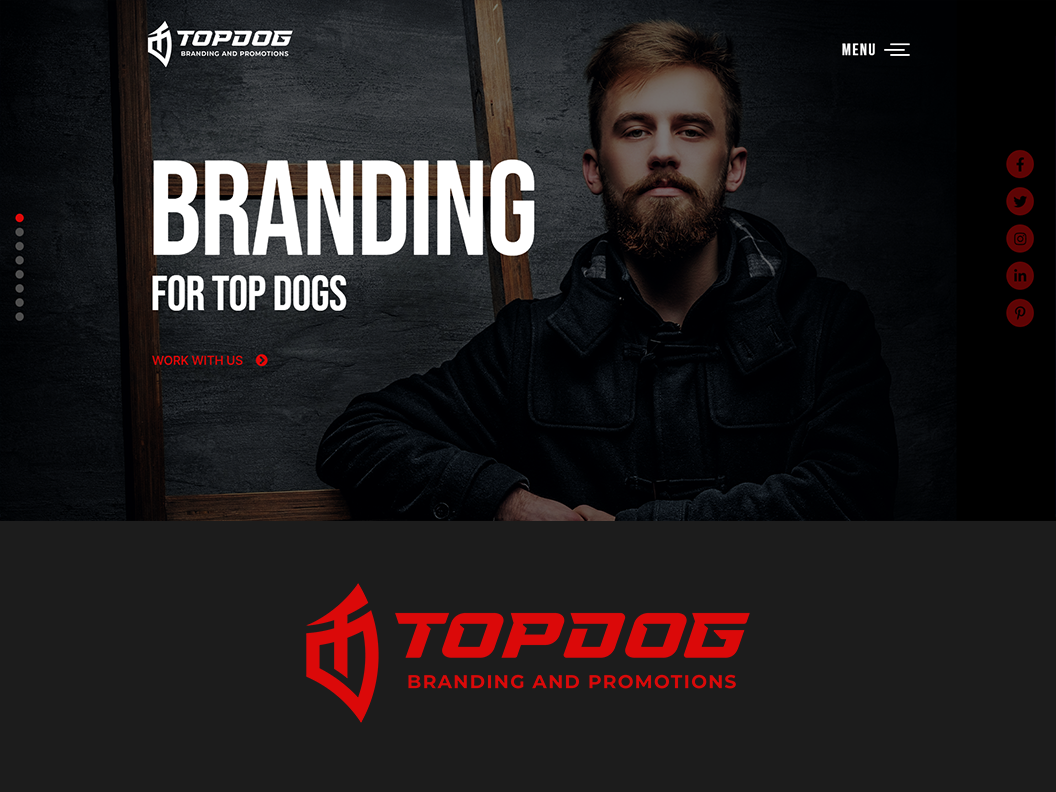 TOPDOG
BRANDING AND PROMOTIONS
MENU
BRANDING
FOR TOP DOGS
WORK WITH US
TOPDOG
BRANDING AND PROMOTIONS